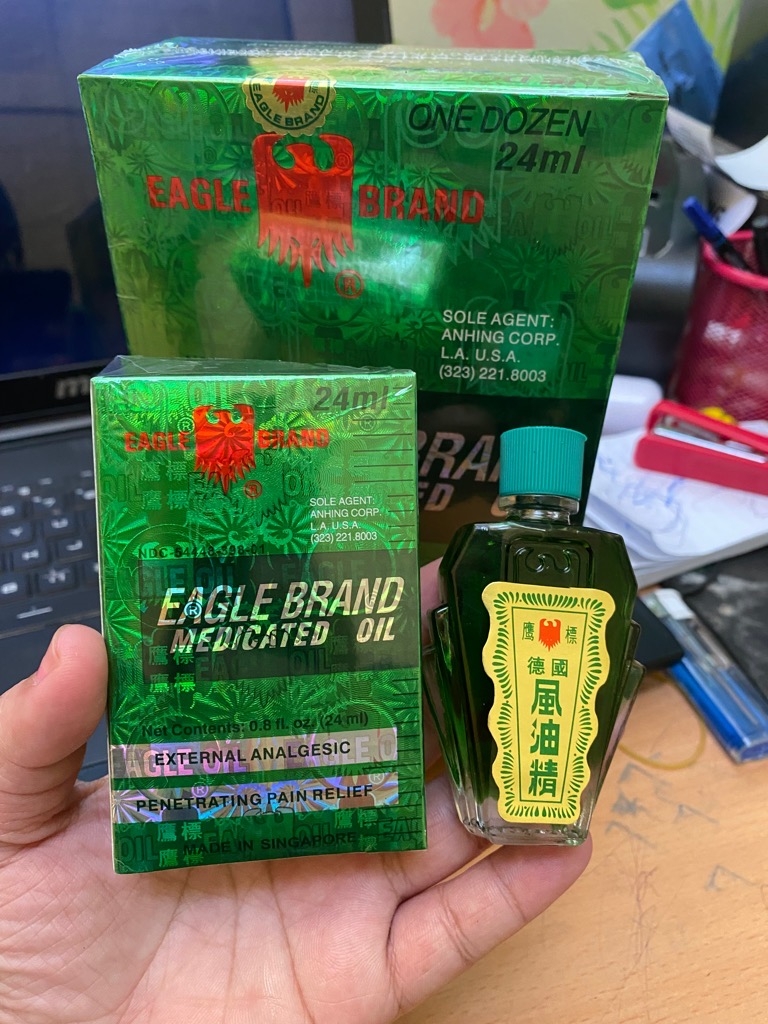 EAGLE BRAND
ONE DOZEN
24ml
EAGLE BRAND
®
SOLE AGENT:
ANHING CORP.
L.A. U.S.A.
(323) 221.8003
24ml
EAGLE BRAND
®
SOLE AGENT:
ANHING CORP.
L.A. U.S.A.
(323) 221.8003
EAGLE BRAND
MEDICATED OIL
Net Contents: 0.8 fl. oz. (24 ml)
EXTERNAL ANALGESIC
PENETRATING PAIN RELIEF
MADE IN SINGAPORE
鷹標
德國
風油精